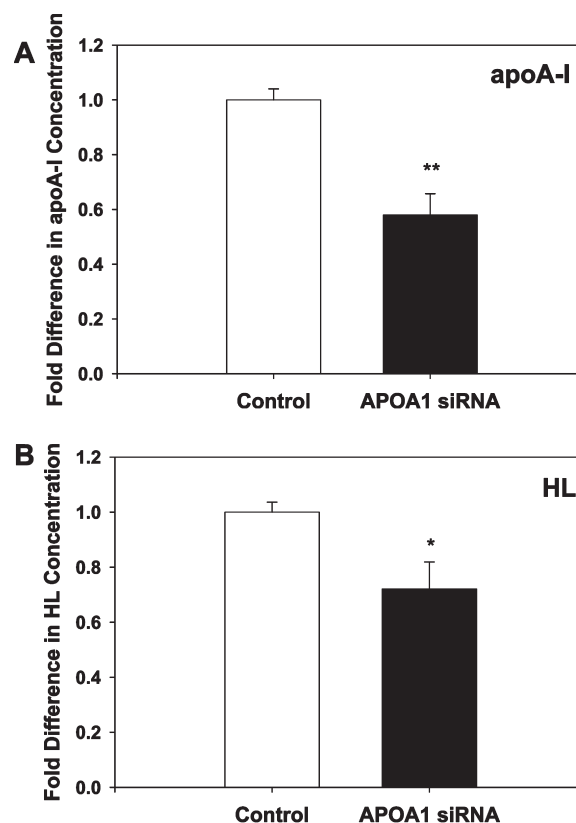 A
apoA-I
Fold Difference in apoA-I Concentration
1.2
1.0
0.8
0.6
0.4
0.2
0.0
**
Control APOA1 siRNA
B
HL
Fold Difference in HL Concentration
1.2
1.0
0.8
0.6
0.4
0.2
0.0
*
Control APOA1 siRNA